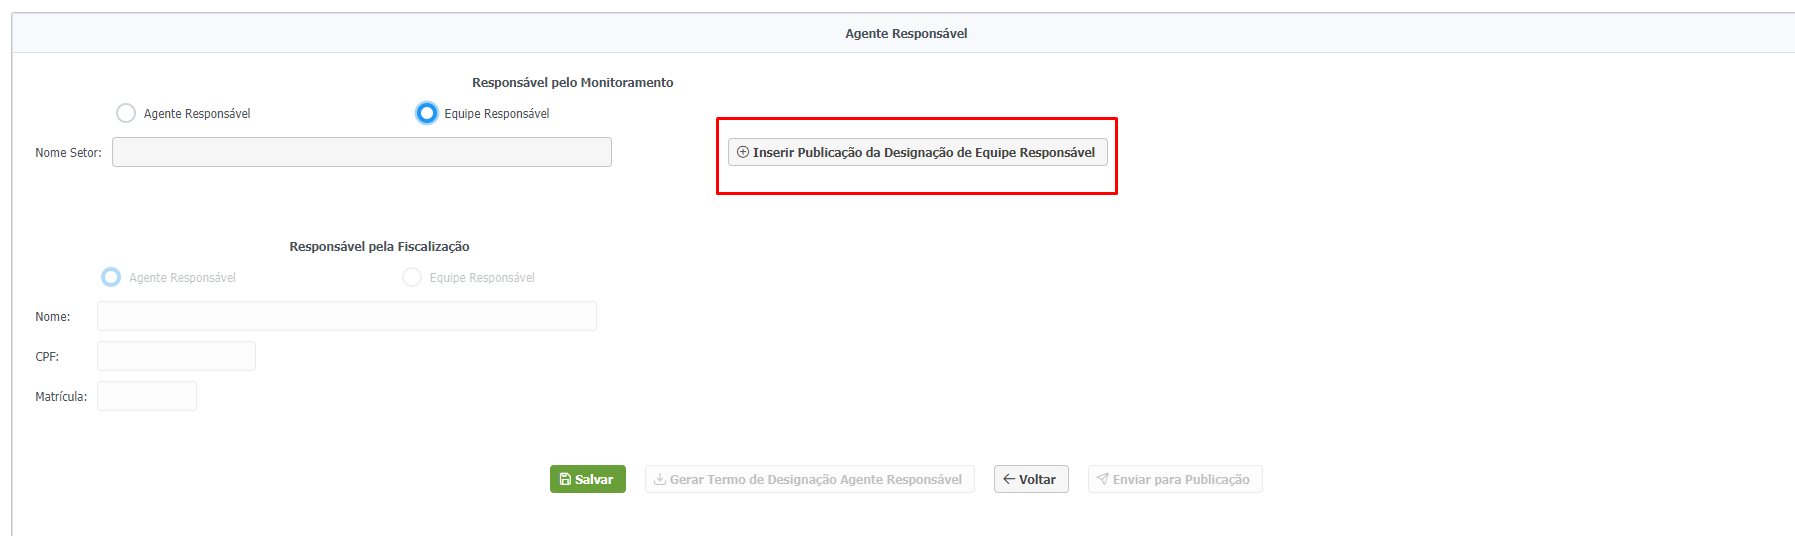 Agente Responsável
Responsável pelo Monitoramento
Agente Responsável Equipe Responsável
Nome Setor: Inserir Publicação da Designação de Equipe Responsável
Responsável pela Fiscalização
Agente Responsável Equipe Responsável
Nome:
CPF:
Matrícula:
Salvar Gerar Termo de Designação Agente Responsável Voltar Enviar para Publicação